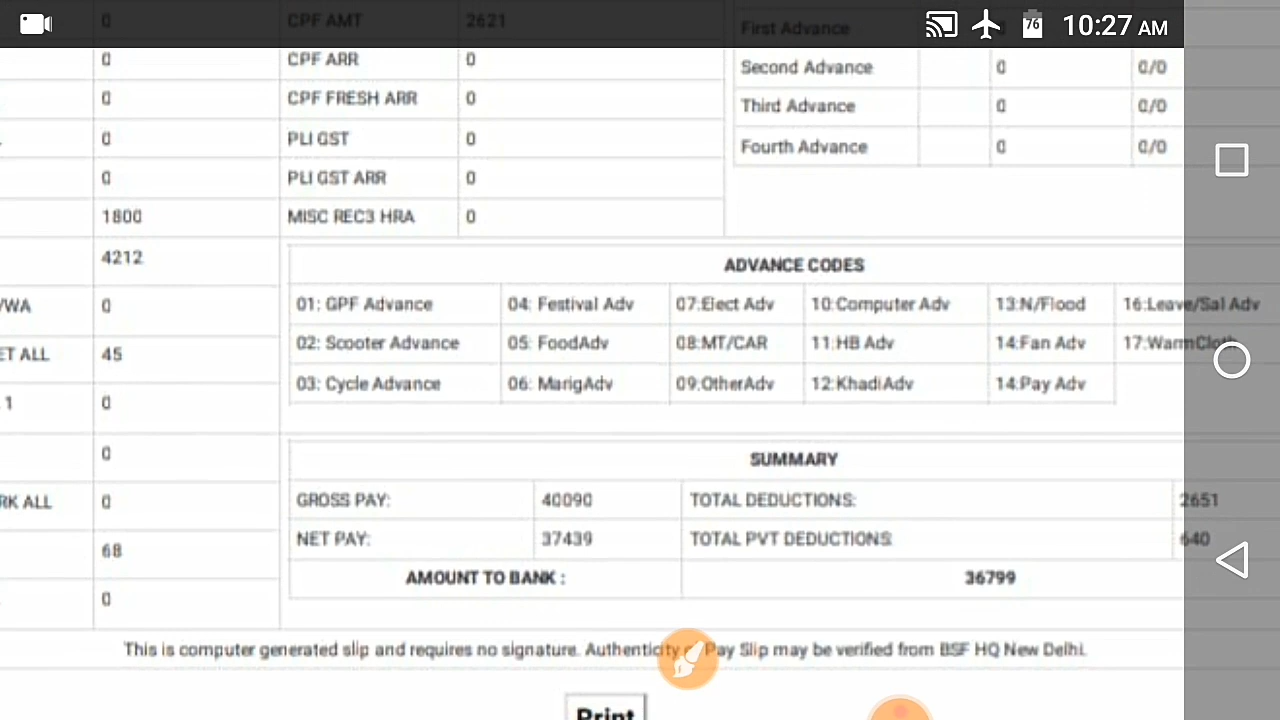 76 10:27 AM
0 CPF AMT 2621 First Advance
0 CPF ARR 0 Second Advance 0 0/0
0 CPF FRESH ARR 0 Third Advance 0 0/0
0 PLI GST 0 Fourth Advance 0 0/0
0 PLI GST ARR 0
1800 MISC REC3 HRA 0
4212
ADVANCE CODES
/WA 0 01: GPF Advance 04: Festival Adv 07:Elect Adv 10:Computer Adv 13:N/Flood 16:Leave/Sal Adv
ET ALL 45 02: Scooter Advance 05: FoodAdv 08:MT/CAR 11:HB Adv 14:Fan Adv 17:WarmCloth
1 0 03: Cycle Advance 06: MarigAdv 09:OtherAdv 12:KhadiAdv 14:Pay Adv
0 SUMMARY
RK ALL 0 GROSS PAY: 40090 TOTAL DEDUCTIONS: 2651
68 NET PAY: 37439 TOTAL PVT DEDUCTIONS: 640
0 AMOUNT TO BANK : 36799
This is computer generated slip and requires no signature. Authenticity of Pay Slip may be verified from BSF HQ New Delhi.
Print